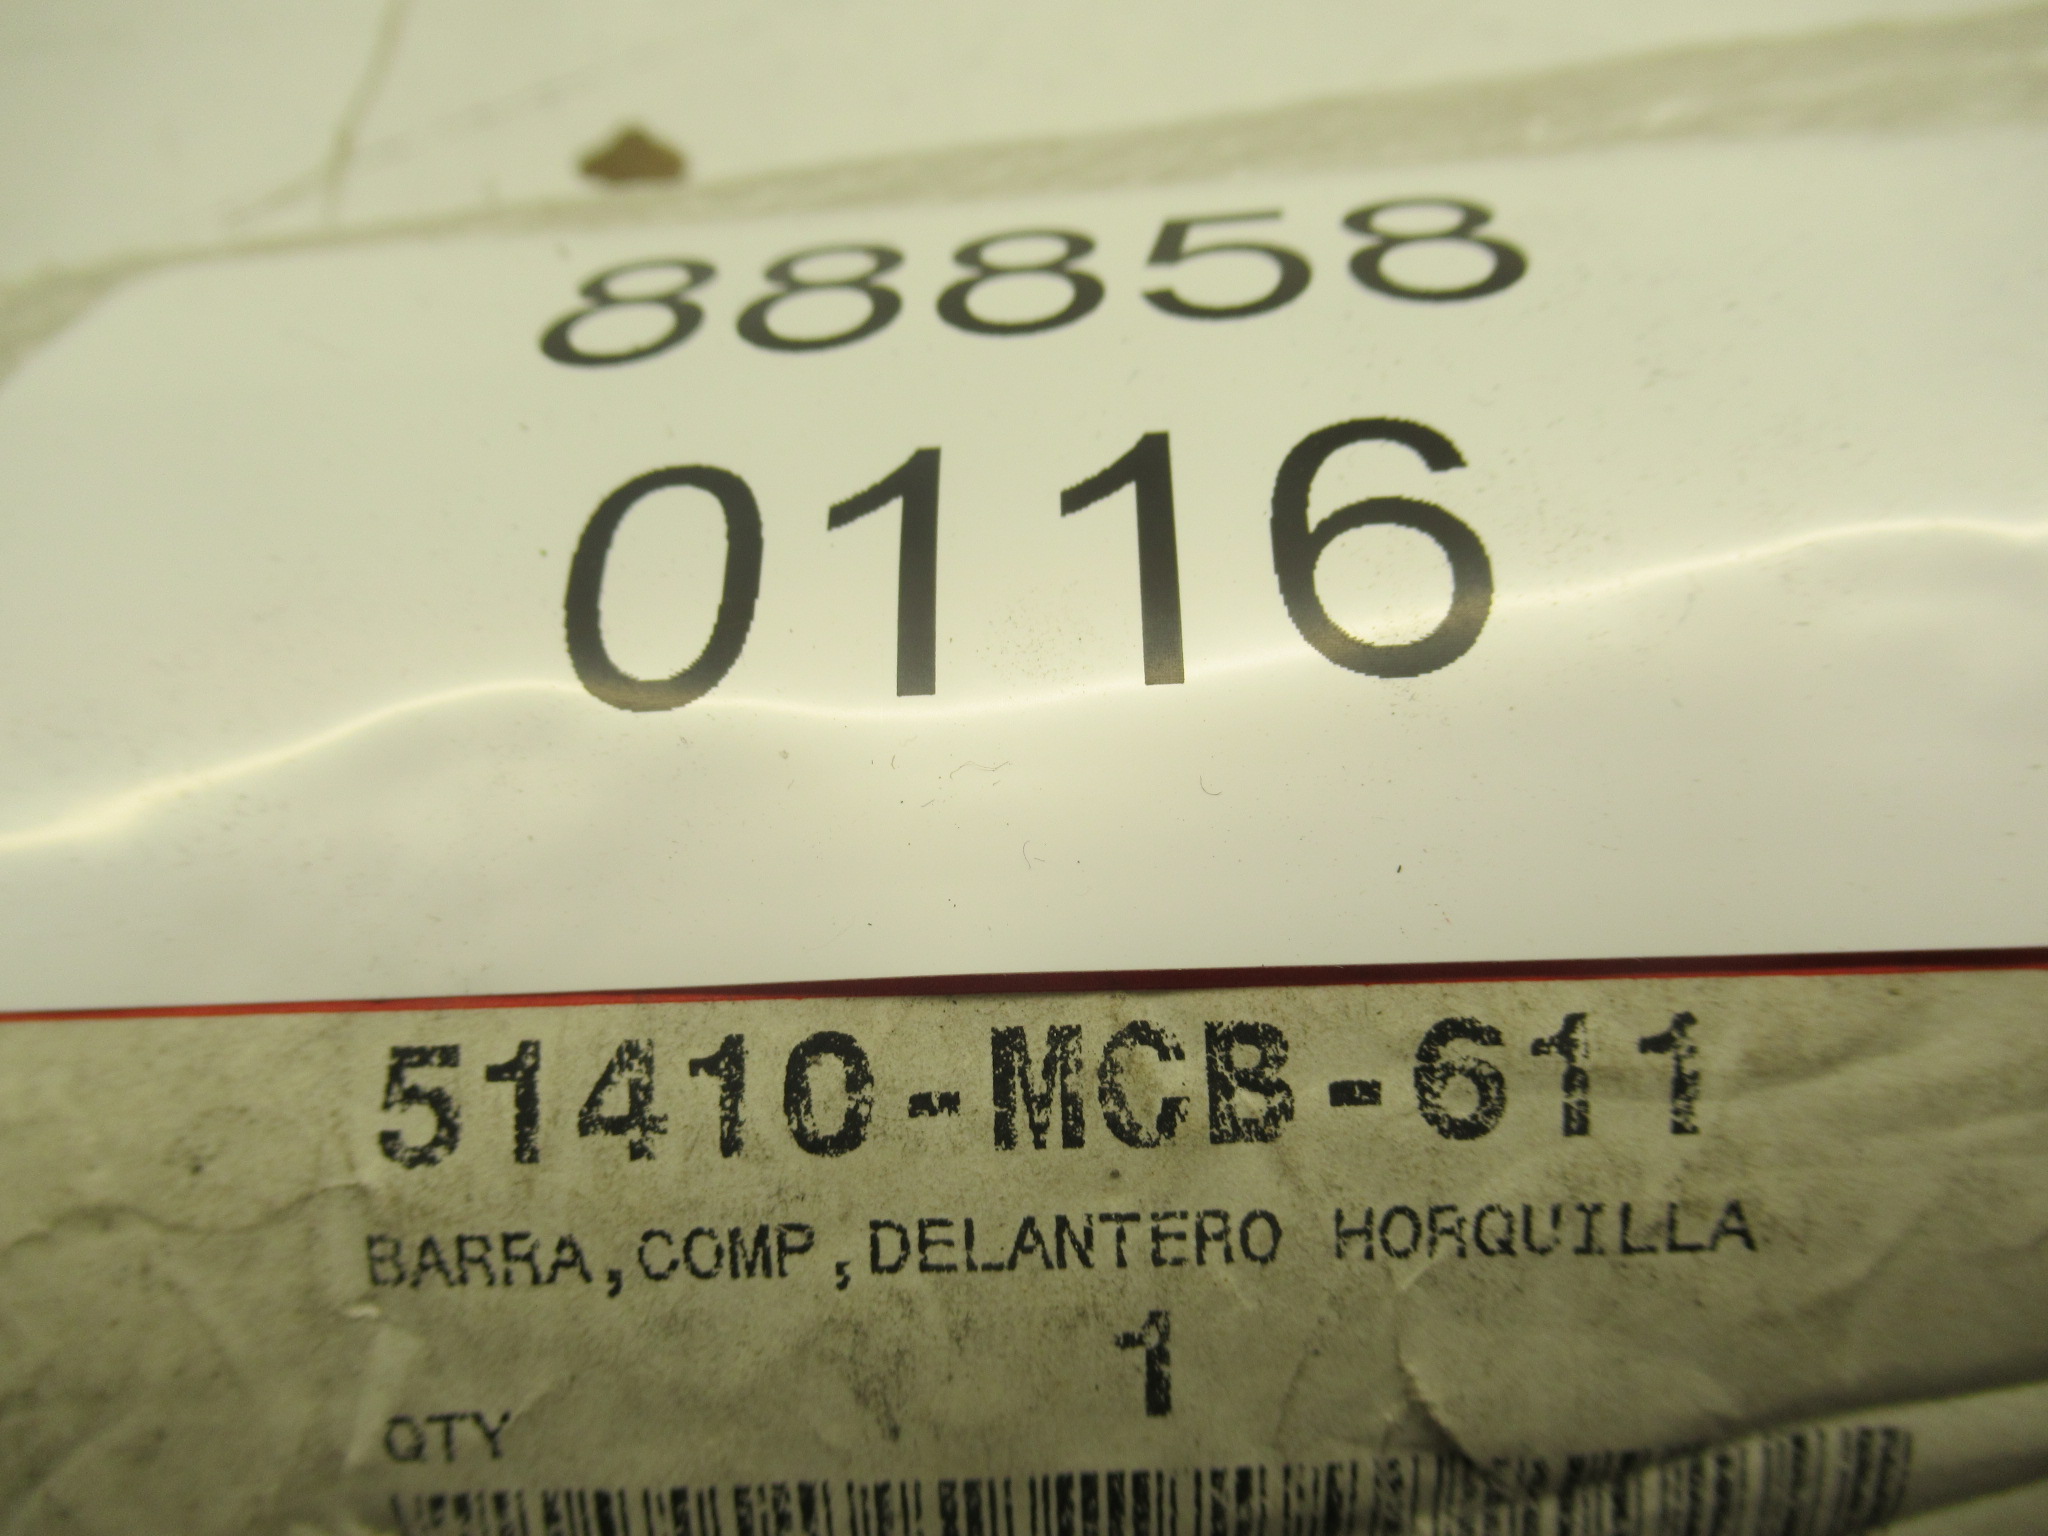 88858
0116
51410-MCB-611
BARRA,COMP,DELANTERO HORQUILLA
1
QTY